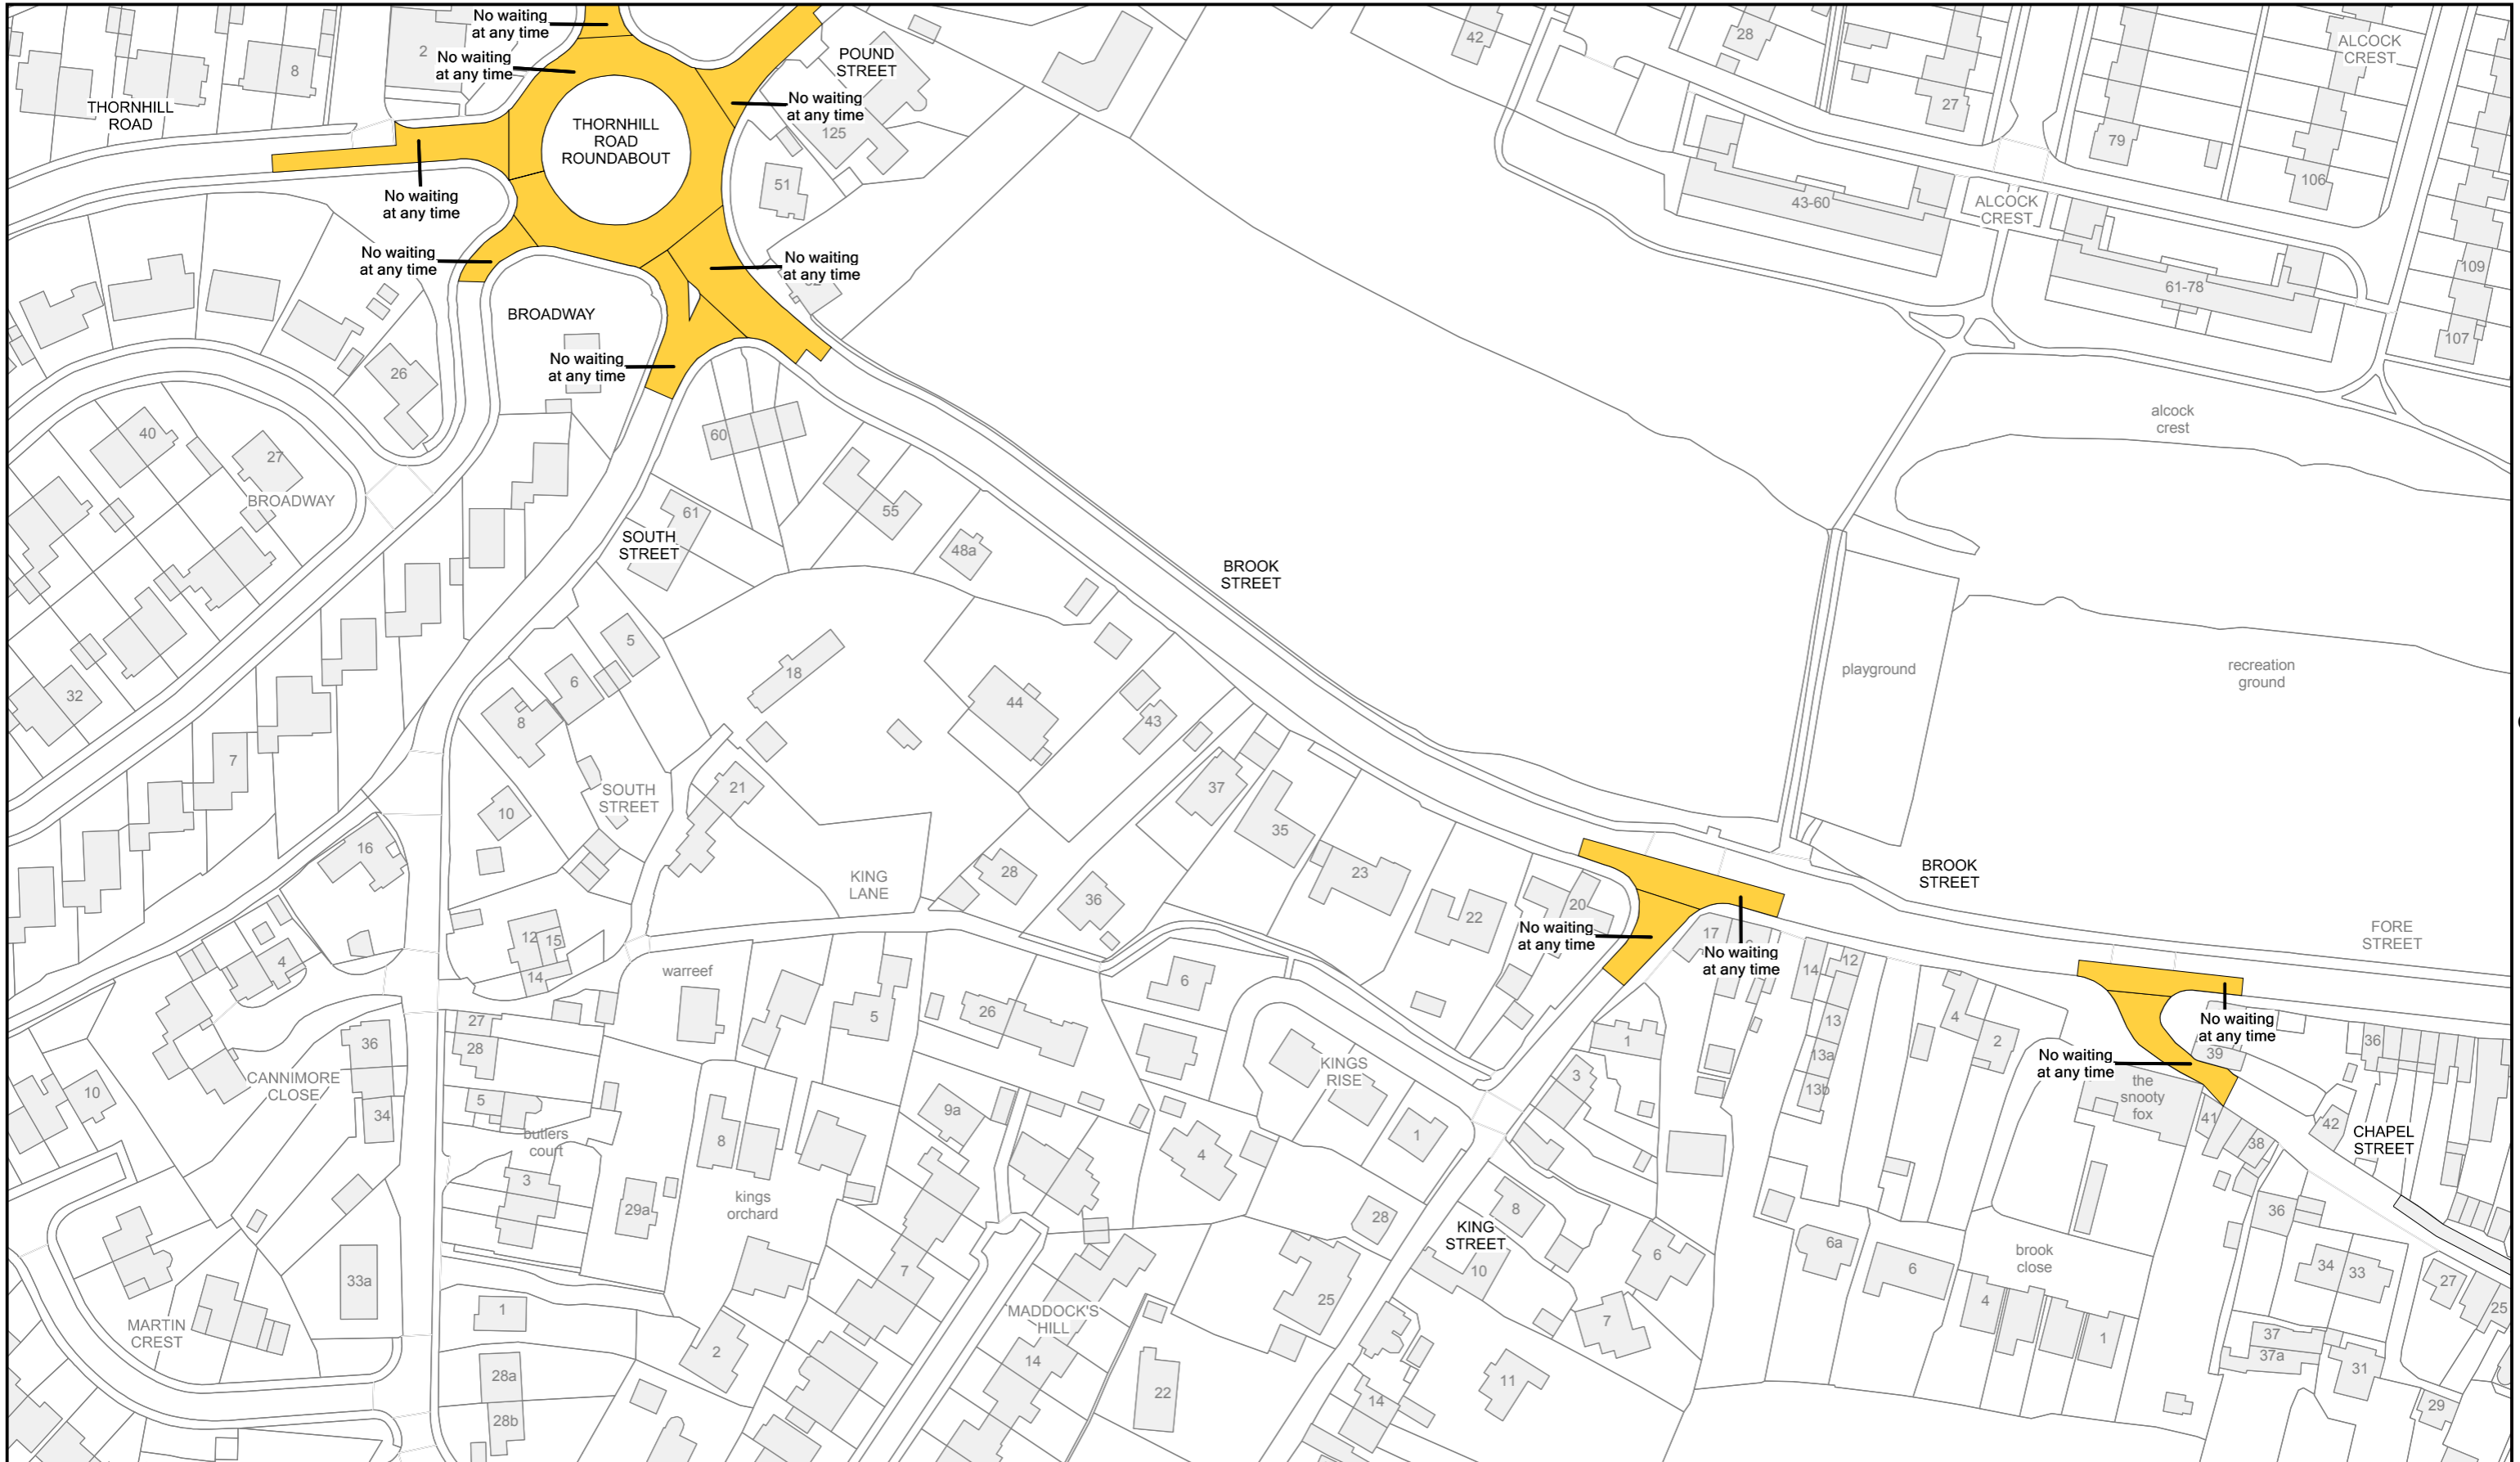 No waiting
at any time
No waiting
at any time
2
8
THORNHILL
ROAD
POUND
STREET
No waiting
at any time
125
THORNHILL
ROAD
ROUNDABOUT
51
No waiting
at any time
No waiting
at any time
No waiting
at any time
BROADWAY
No waiting
at any time
42
28
27
79
ALCOCK
CREST
106
43-60
ALCOCK
CREST
61-78
109
107
alcock
crest
26
40
27
BROADWAY
60
61
55
SOUTH
STREET
48a
BROOK
STREET
playground
recreation
ground
32
5
6
8
18
44
43
7
10
SOUTH
STREET
21
37
35
16
KING
LANE
28
36
23
22
20
BROOK
STREET
No waiting
at any time
17
No waiting
at any time
FORE
STREET
12
15
14
4
warreef
6
14
12
13
13a
13b
4
2
No waiting
at any time
39
No waiting
at any time
36
27
28
36
5
26
KINGS
RISE
1
3
CANNIMORE
CLOSE
10
34
5
butlers
court
9a
8
1
4
the
snooty
fox
41
38
42
CHAPEL
STREET
3
29a
kings
orchard
28
8
KING
STREET
6
6a
36
33a
7
10
6
brook
close
34
33
27
25
1
MARTIN
CREST
MADDOCK'S
HILL
25
7
4
1
37
37a
31
2
14
28a
22
11
14
28b
29